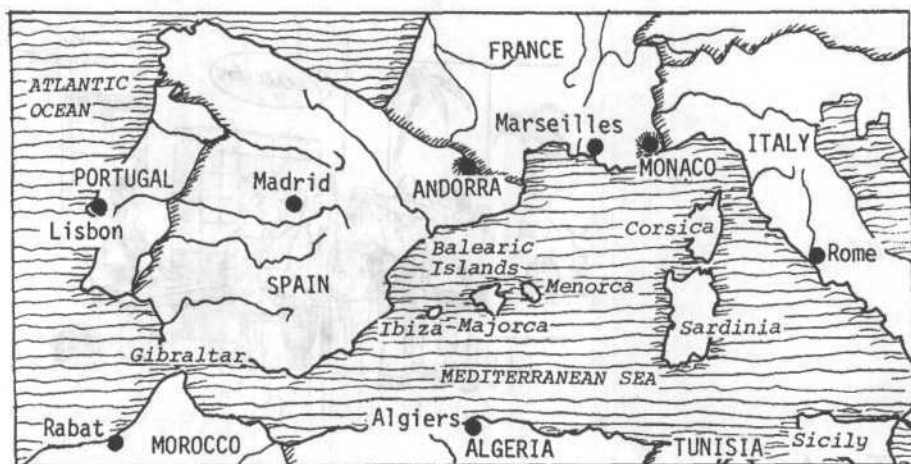 FRANCE
ATLANTIC
OCEAN
Marseilles
ITALY
MONACO
PORTUGAL
Madrid
ANDORRA
Lisbon
Corsica
Balearic
Islands
Rome
SPAIN
Menorca
Ibiza
Majorca
Sardinia
Gibraltar
MEDITERRANEAN SEA
Algiers
Rabat
MOROCCO
ALGERIA
TUNISIA
Sicily